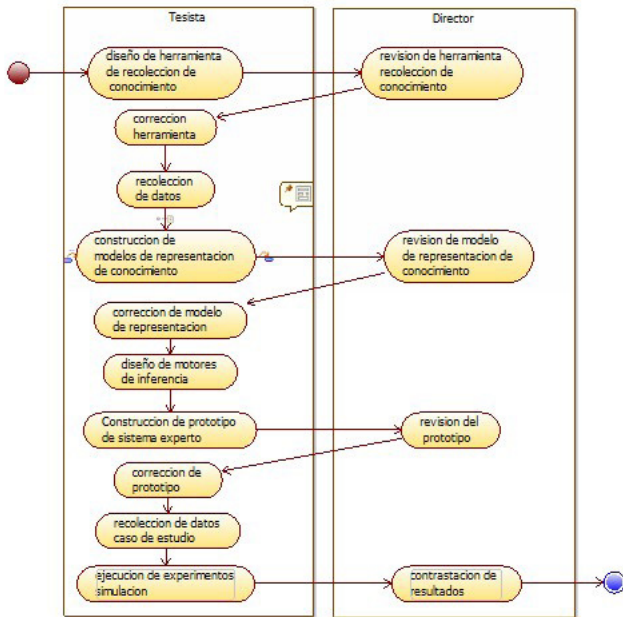 Tesista
Director
diseño de herramienta
de recoleccion de
conocimiento
revision de herramienta
recoleccion de
conocimiento
correccion
herramienta
recoleccion
de datos
construccion de
modelos de representacion
de conocimiento
revision de modelo
de representacion de
conocimiento
correccion de modelo
de representacion
diseño de motores
de inferencia
Construccion de prototipo
de sistema experto
revision del
prototipo
correccion de
prototipo
recoleccion de datos
caso de estudio
ejecucion de experimentos
simulacion
contrastacion de
resultados